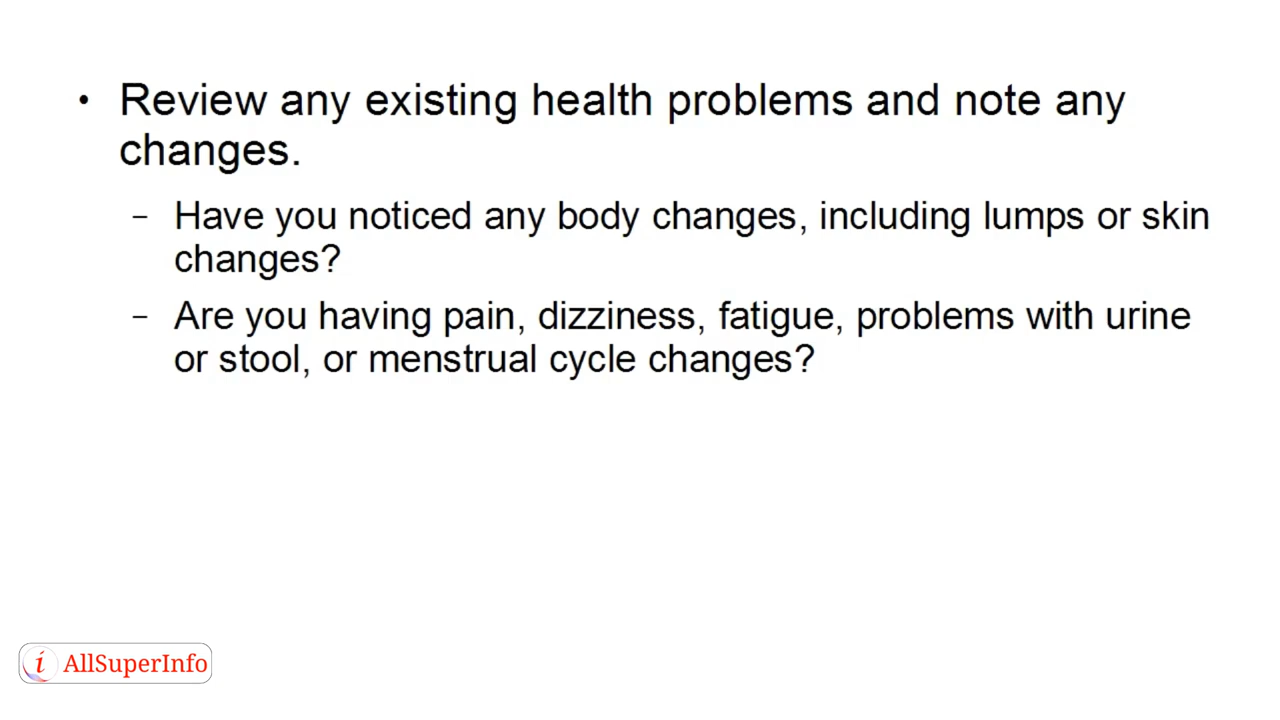 • Review any existing health problems and note any
changes.
– Have you noticed any body changes, including lumps or skin
changes?
– Are you having pain, dizziness, fatigue, problems with urine
or stool, or menstrual cycle changes?
i AllSuperInfo